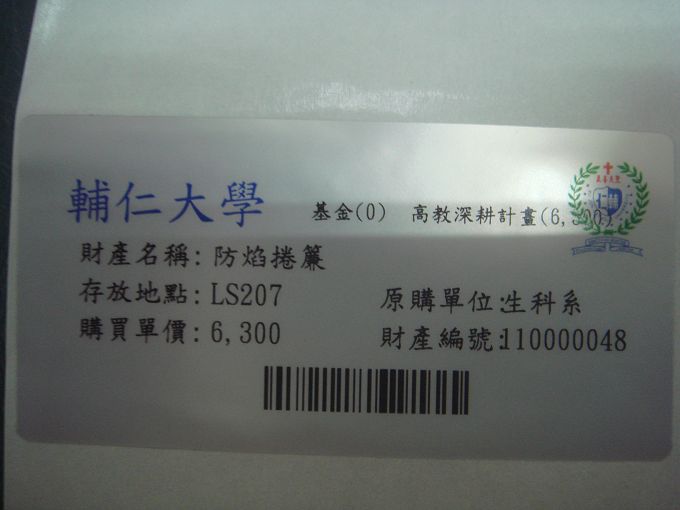 輔仁大學 基金(0) 高教深耕計畫(6,300)
財產名稱: 防焰捲簾
存放地點: LS207 原購單位:生科系
購買單價: 6,300 財產編號:110000048